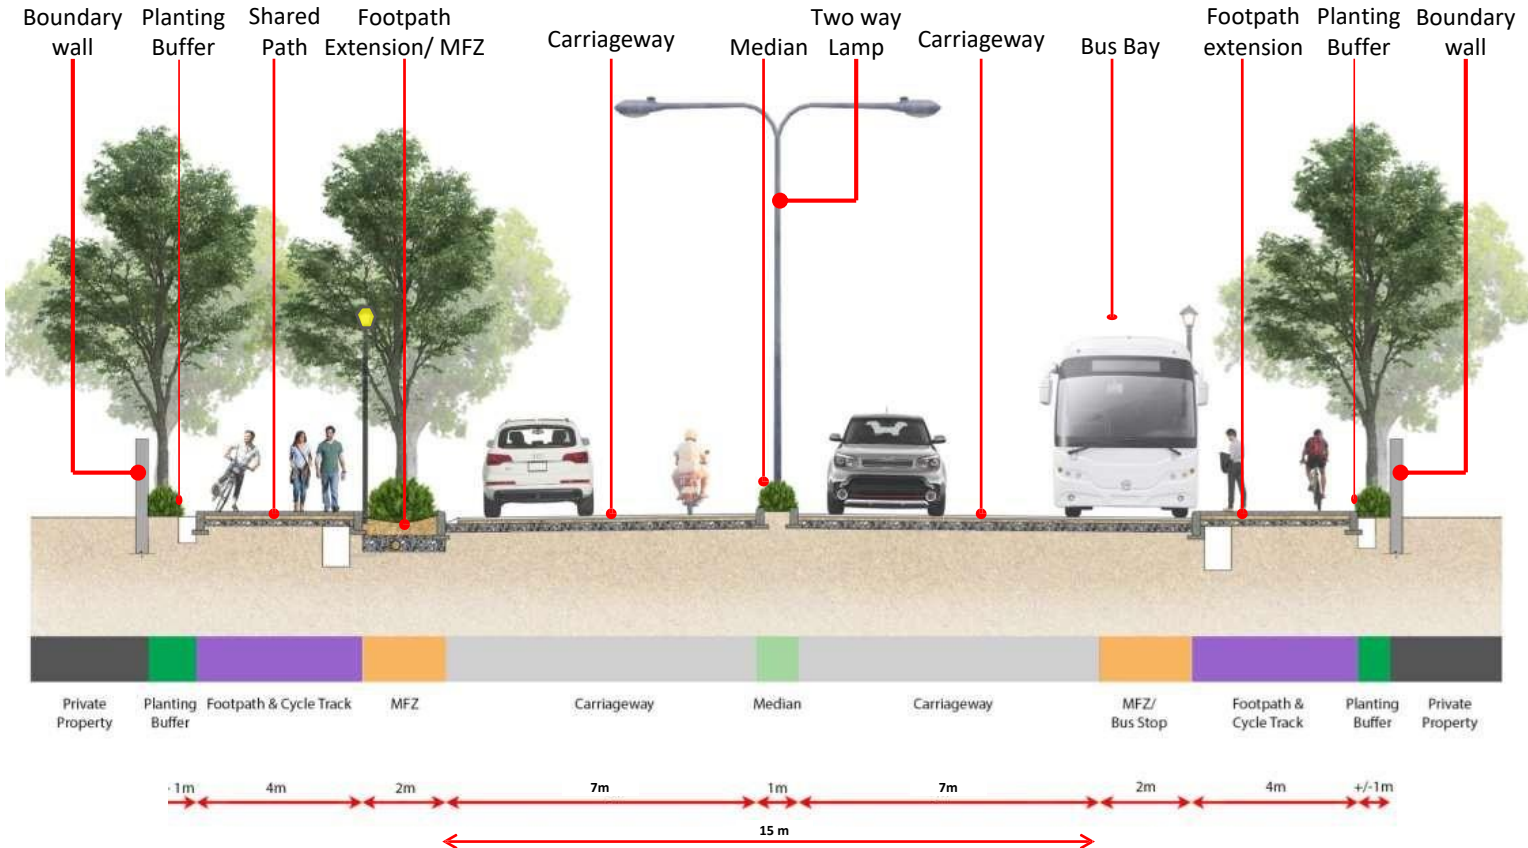 Boundary
wall
Planting
Buffer
Shared
Path
Footpath
Extension/ MFZ
Carriageway
Median
Two way
Lamp
Carriageway
Bus Bay
Footpath
extension
Planting
Buffer
Boundary
wall
Private
Property
Planting
Buffer
Footpath & Cycle Track
MFZ
Carriageway
Median
Carriageway
MFZ/
Bus Stop
Footpath &
Cycle Track
Planting
Buffer
Private
Property
- 1m
4m
2m
7m
1m
7m
2m
4m
+/-1m
15 m